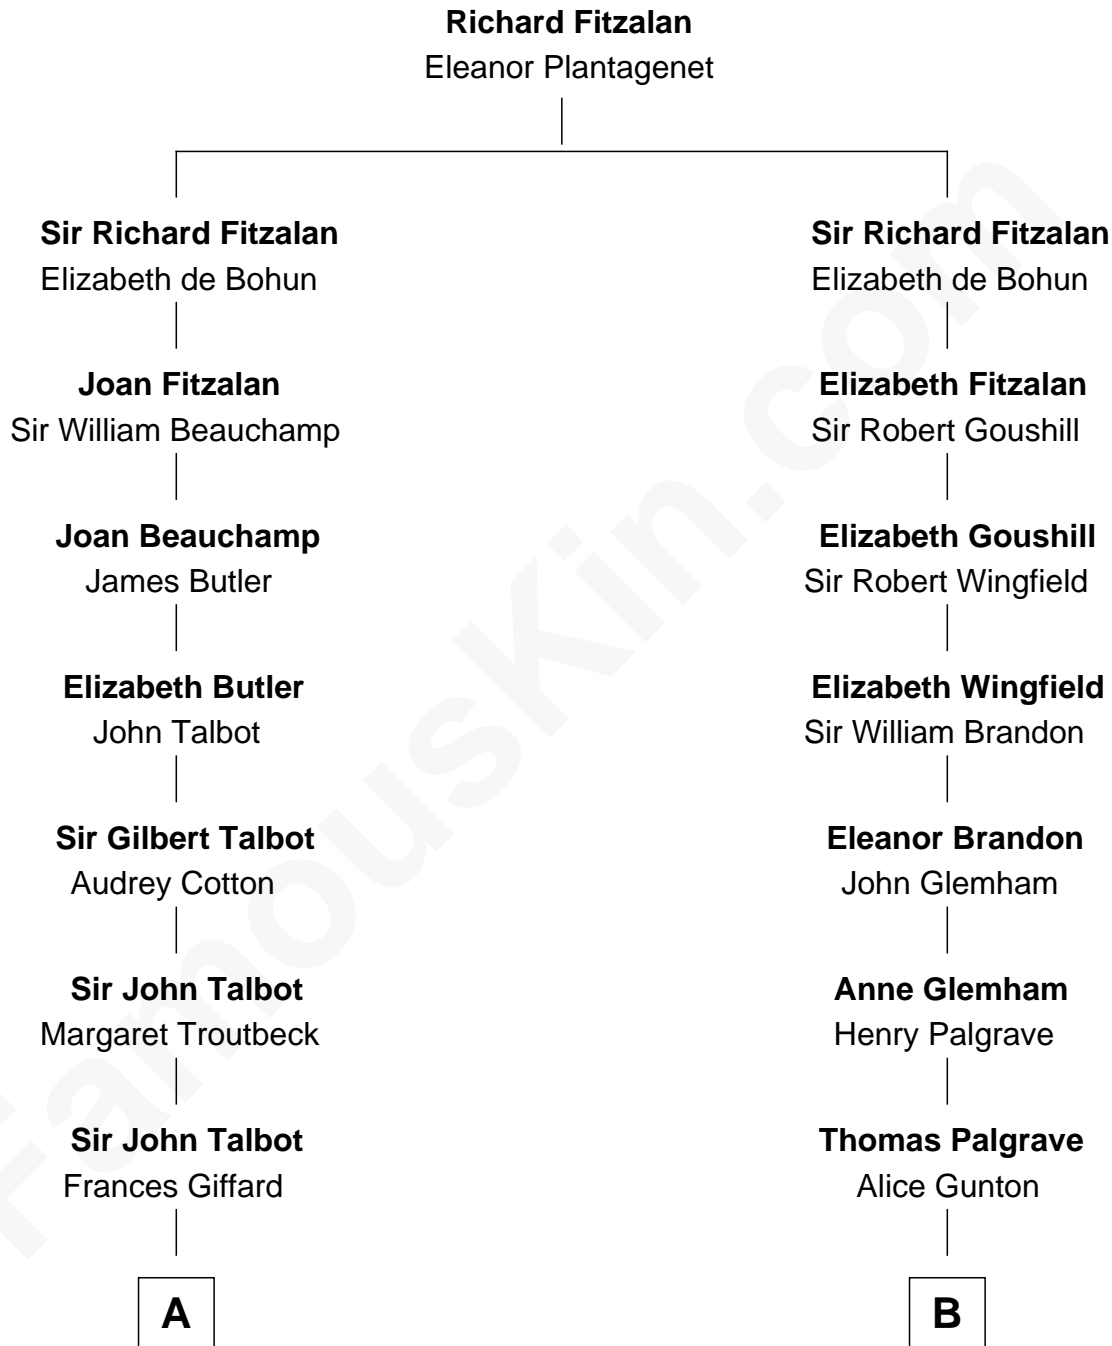 Richard Fitzalan
Eleanor Plantagenet
Sir Richard Fitzalan
Elizabeth de Bohun
Joan Fitzalan
Sir William Beauchamp
Joan Beauchamp
James Butler
Elizabeth Butler
John Talbot
Sir Gilbert Talbot
Audrey Cotton
Sir John Talbot
Margaret Troutbeck
Sir John Talbot
Frances Giffard
A
Sir Richard Fitzalan
Elizabeth de Bohun
Elizabeth Fitzalan
Sir Robert Goushill
Elizabeth Goushill
Sir Robert Wingfield
Elizabeth Wingfield
Sir William Brandon
Eleanor Brandon
John Glemham
Anne Glemham
Henry Palgrave
Thomas Palgrave
Alice Gunton
B
FamousKin.com